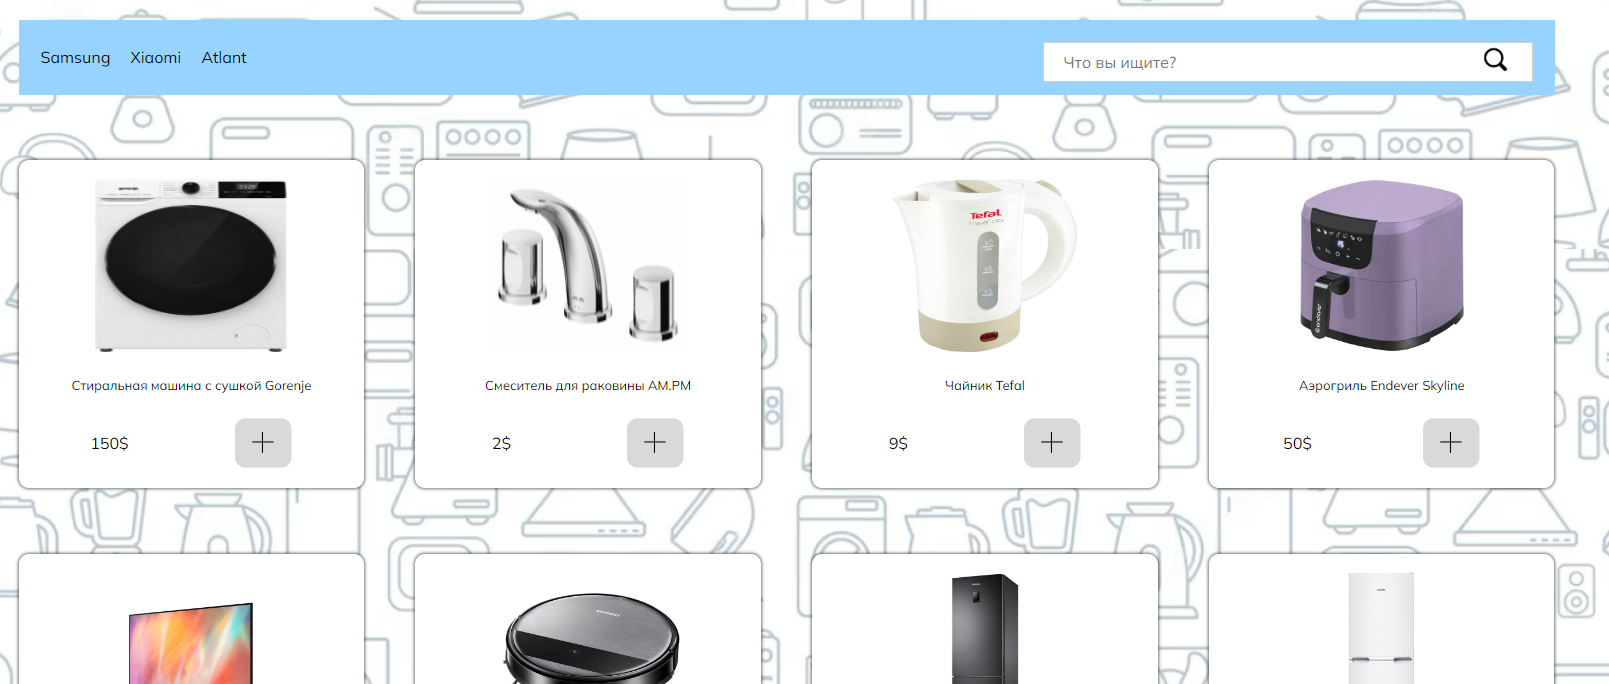 Samsung Xiaomi Atlant
Что вы ищите?
Tefal
Стиральная машина с сушкой Gorenje
Смеситель для раковины AM.PM
Чайник Tefal
Аэрогриль Endever Skyline
150$
2$
9$
50$